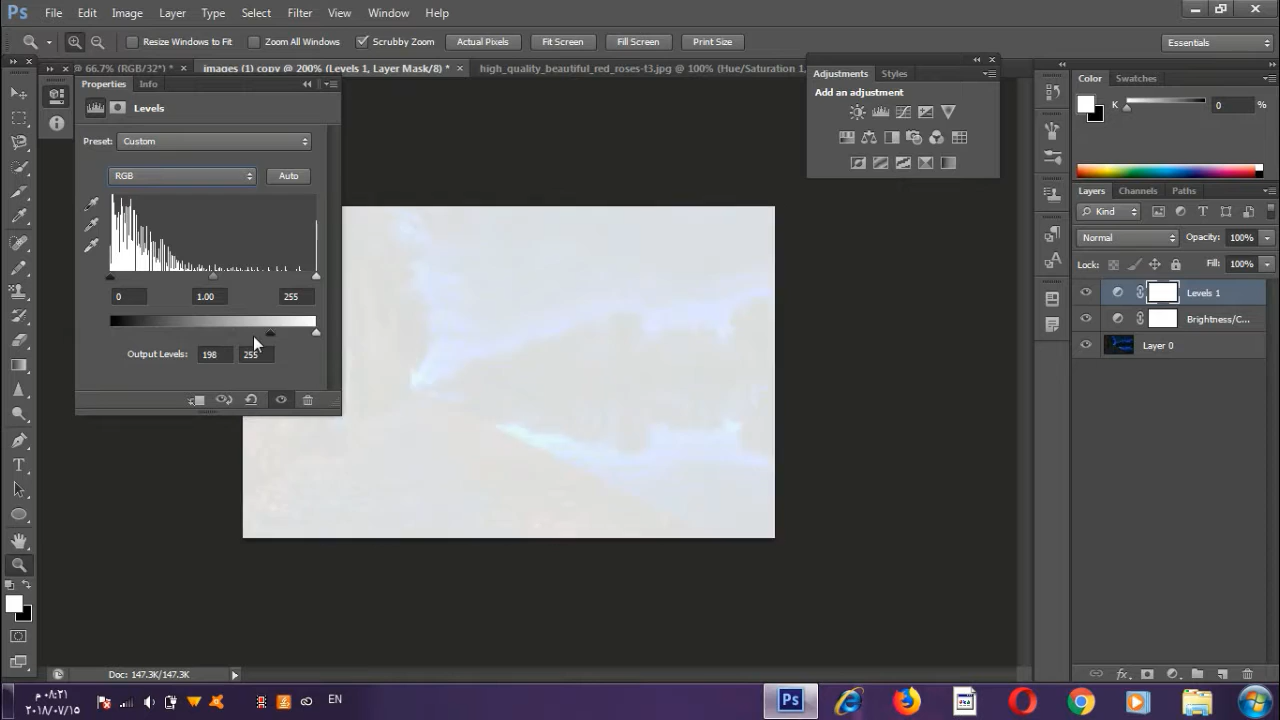 Ps File Edit Image Layer Type Select Filter View Window Help
Resize Windows to Fit Zoom All Windows Scrubby Zoom Actual Pixels Fit Screen Fill Screen Print Size Essentials
@ 66.7% (RGB/32*) * × images (1) copy @ 200% (Levels 1, Layer Mask/8) * × high_quality_beautiful_red_roses-t3.jpg @ 100% (Hue/Saturation 1,
Properties Info
Levels
Preset: Custom
RGB Auto
0 1.00 255
Output Levels: 198 255
Adjustments Styles
Add an adjustment
Color Swatches
K 0 %
Layers Channels Paths
Kind
Normal Opacity: 100%
Lock: Fill: 100%
Levels 1
Brightness/C...
Layer 0
fx
Doc: 147.3K/147.3K
٠٨:٢١ م
٢٠١٨/٠٧/١٥
EN
Ps